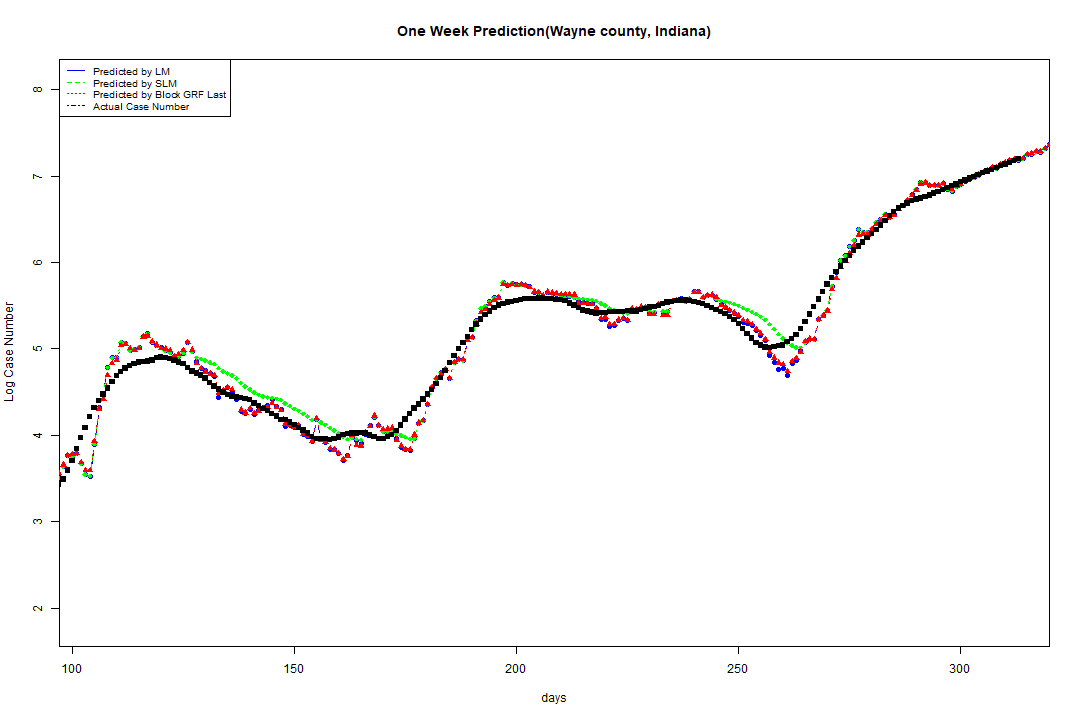 One Week Prediction(Wayne county, Indiana)
Predicted by LM
Predicted by SLM
Predicted by Block GRF Last
Actual Case Number
8
7
6
5
4
3
2
Log Case Number
100 150 200 250 300
days